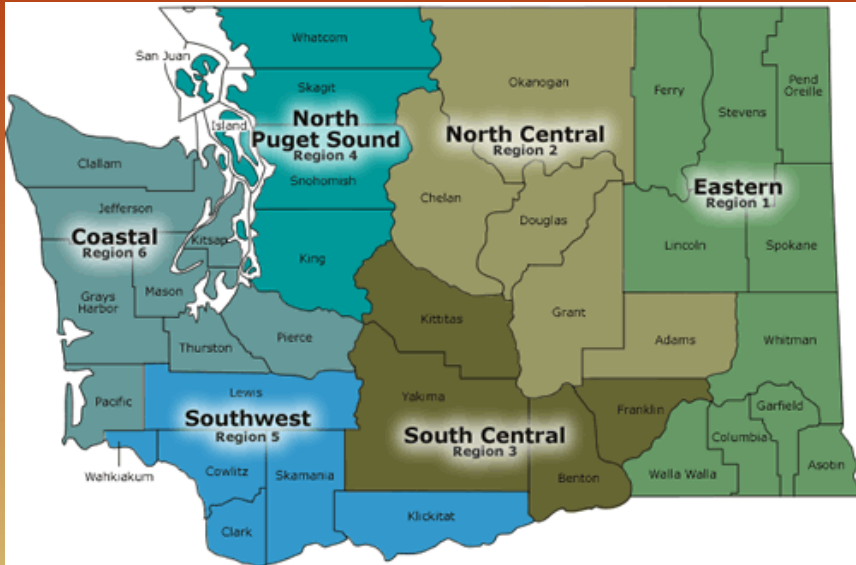 Whatcom
San Juan
Skagit
Okanogan
Ferry
Pend
Oreille
Stevens
Island
North
Puget Sound
Region 4
North Central
Region 2
Clallam
Snohomish
Chelan
Eastern
Region 1
Jefferson
Douglas
Coastal
Region 6
Kitsap
King
Lincoln
Spokane
Mason
Grays
Harbor
Kittitas
Grant
Thurston
Pierce
Adams
Whitman
Pacific
Lewis
Yakima
Southwest
Region 5
South Central
Region 3
Franklin
Garfield
Columbia
Wahkiakum
Cowlitz
Skamania
Benton
Walla Walla
Asotin
Klickitat
Clark